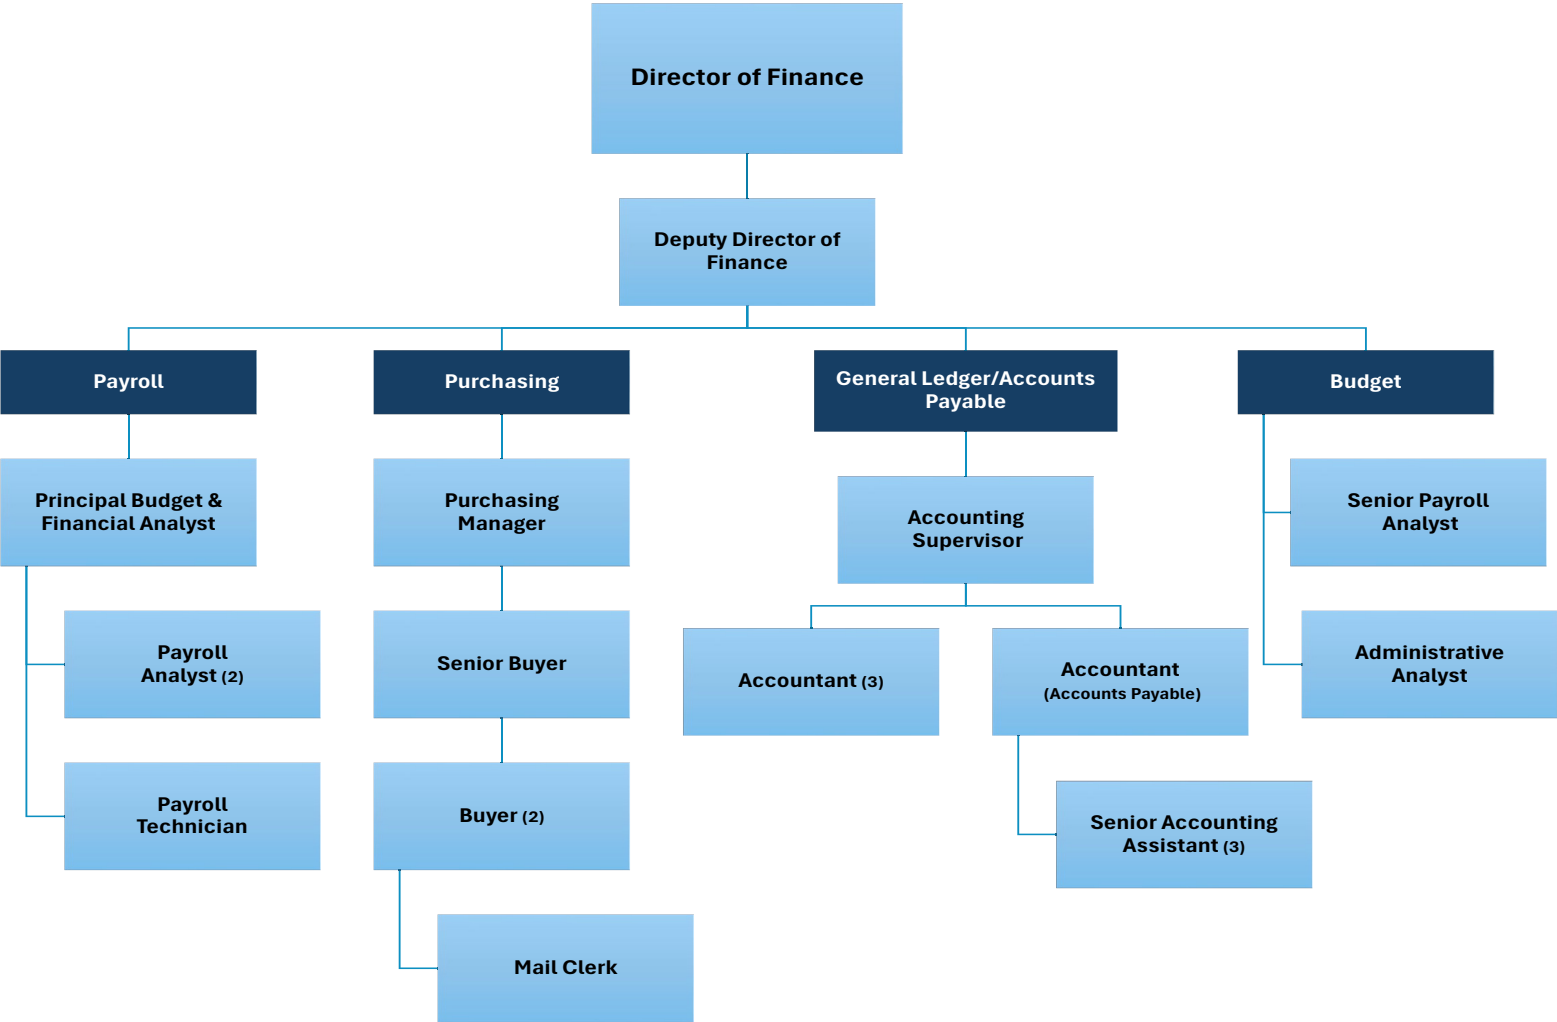 Director of Finance
Deputy Director of
Finance
Payroll
Purchasing
General Ledger/Accounts
Payable
Budget
Principal Budget &
Financial Analyst
Purchasing
Manager
Accounting
Supervisor
Senior Payroll
Analyst
Payroll
Analyst (2)
Senior Buyer
Accountant (3)
Accountant
(Accounts Payable)
Administrative
Analyst
Payroll
Technician
Buyer (2)
Senior Accounting
Assistant (3)
Mail Clerk